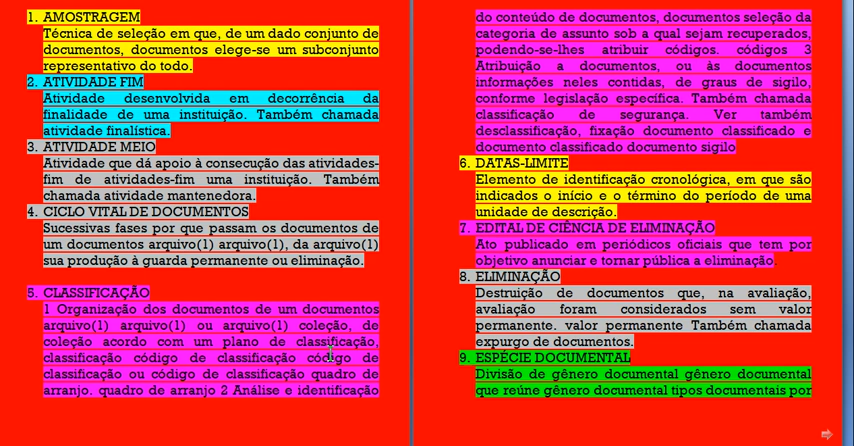 1. AMOSTRAGEM
Técnica de seleção em que, de um dado conjunto de
documentos, documentos elege-se um subconjunto
representativo do todo.
2. ATIVIDADE FIM
Atividade desenvolvida em decorrência da
finalidade de uma instituição. Também chamada
atividade finalística.
3. ATIVIDADE MEIO
Atividade que dá apoio à consecução das atividades-
fim de atividades-fim uma instituição. Também
chamada atividade mantenedora.
4. CICLO VITAL DE DOCUMENTOS
Sucessivas fases por que passam os documentos de
um documentos arquivo(1) arquivo(1), da arquivo(1)
sua produção à guarda permanente ou eliminação.
5. CLASSIFICAÇÃO
1 Organização dos documentos de um documentos
arquivo(1) arquivo(1) ou arquivo(1) coleção, de
coleção acordo com um plano de classificação,
classificação código de classificação código de
classificação ou código de classificação quadro de
arranjo. quadro de arranjo 2 Análise e identificação
do conteúdo de documentos, documentos seleção da
categoria de assunto sob a qual sejam recuperados,
podendo-se-lhes atribuir códigos. códigos 3
Atribuição a documentos, ou às documentos
informações neles contidas, de graus de sigilo,
conforme legislação específica. Também chamada
classificação de segurança. Ver também
desclassificação, fixação documento classificado e
documento classificado documento sigilo
6. DATAS-LIMITE
Elemento de identificação cronológica, em que são
indicados o início e o término do período de uma
unidade de descrição.
7. EDITAL DE CIÊNCIA DE ELIMINAÇÃO
Ato publicado em periódicos oficiais que tem por
objetivo anunciar e tornar pública a eliminação.
8. ELIMINAÇÃO
Destruição de documentos que, na avaliação,
avaliação foram considerados sem valor
permanente. valor permanente Também chamada
expurgo de documentos.
9. ESPÉCIE DOCUMENTAL
Divisão de gênero documental gênero documental
que reúne gênero documental tipos documentais por